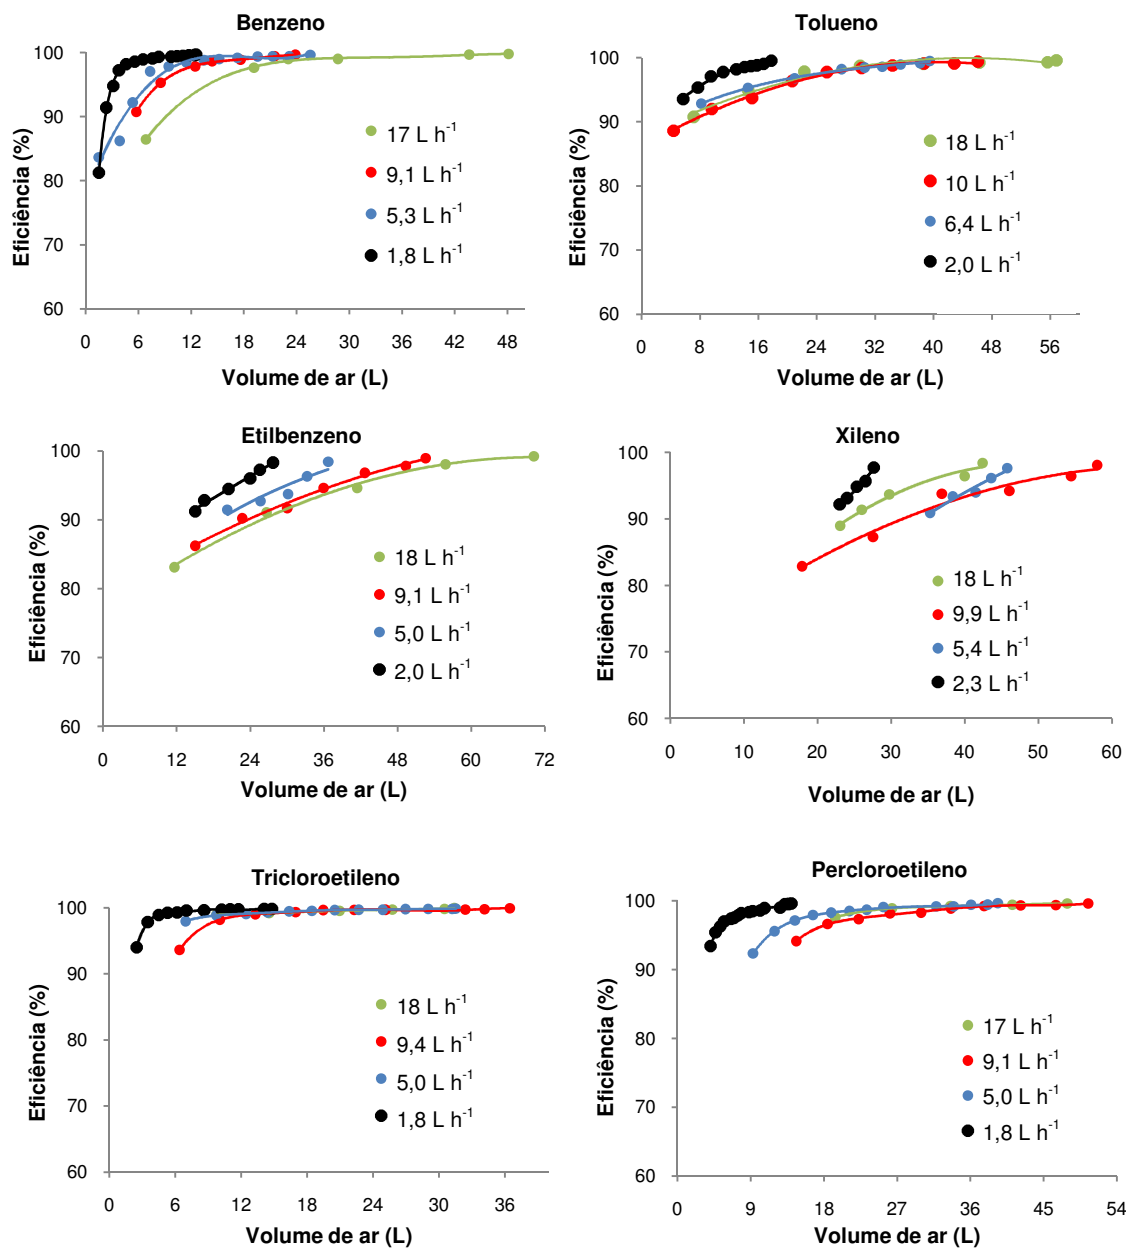 Benzeno
Eficiência (%)
100
90
80
70
60
0 6 12 18 24 30 36 42 48
Volume de ar (L)
17 L h-1
9,1 L h-1
5,3 L h-1
1,8 L h-1
Tolueno
Eficiência (%)
100
90
80
70
60
0 8 16 24 32 40 48 56
Volume de ar (L)
18 L h-1
10 L h-1
6,4 L h-1
2,0 L h-1
Etilbenzeno
Eficiência (%)
100
90
80
70
60
0 12 24 36 48 60 72
Volume de ar (L)
18 L h-1
9,1 L h-1
5,0 L h-1
2,0 L h-1
Xileno
Eficiência (%)
100
90
80
70
60
0 10 20 30 40 50 60
Volume de ar (L)
18 L h-1
9,9 L h-1
5,4 L h-1
2,3 L h-1
Tricloroetileno
Eficiência (%)
100
90
80
70
60
0 6 12 18 24 30 36
Volume de ar (L)
18 L h-1
9,4 L h-1
5,0 L h-1
1,8 L h-1
Percloroetileno
Eficiência (%)
100
90
80
70
60
0 9 18 27 36 45 54
Volume de ar (L)
17 L h-1
9,1 L h-1
5,0 L h-1
1,8 L h-1